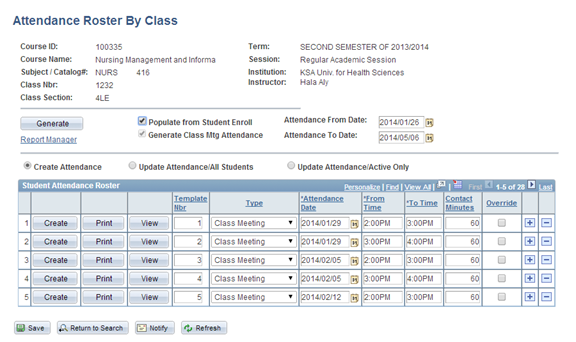 Attendance Roster By Class
Course ID: 100335 Term: SECOND SEMESTER OF 2013/2014
Course Name: Nursing Management and Informa Session: Regular Academic Session
Subject / Catalog#: NURS 416 Institution: KSA Univ. for Health Sciences
Class Nbr: 1232 Instructor: Hala Aly
Class Section: 4LE
Generate Populate from Student Enroll Attendance From Date: 2014/01/26
Report Manager Generate Class Mtg Attendance Attendance To Date: 2014/05/06
Create Attendance Update Attendance/All Students Update Attendance/Active Only
Student Attendance Roster Personalize | Find | View All | First 1-5 of 28 Last
Template Nbr Type *Attendance Date *From Time *To Time Contact Minutes Override
1 Create Print View 1 Class Meeting 2014/01/29 2:00PM 3:00PM 60
2 Create Print View 2 Class Meeting 2014/01/29 3:00PM 4:00PM 60
3 Create Print View 3 Class Meeting 2014/02/05 2:00PM 3:00PM 60
4 Create Print View 4 Class Meeting 2014/02/05 3:00PM 4:00PM 60
5 Create Print View 5 Class Meeting 2014/02/12 2:00PM 3:00PM 60
Save Return to Search Notify Refresh